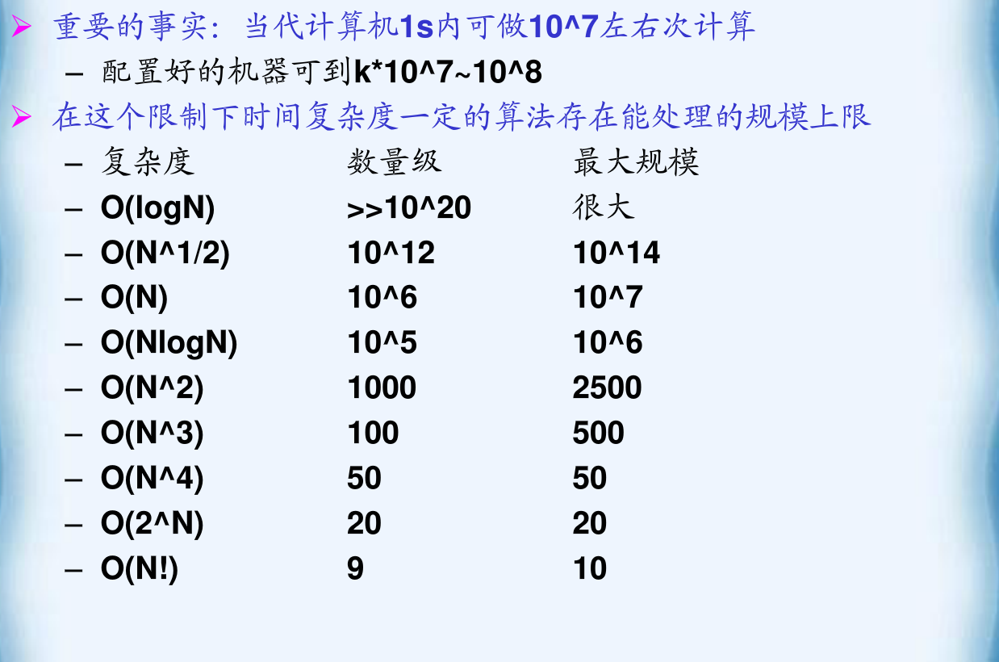 重要的事实：当代计算机1s内可做10^7左右次计算
– 配置好的机器可到k*10^7~10^8
在这个限制下时间复杂度一定的算法存在能处理的规模上限
– 复杂度 数量级 最大规模
– O(logN) >>10^20 很大
– O(N^1/2) 10^12 10^14
– O(N) 10^6 10^7
– O(NlogN) 10^5 10^6
– O(N^2) 1000 2500
– O(N^3) 100 500
– O(N^4) 50 50
– O(2^N) 20 20
– O(N!) 9 10